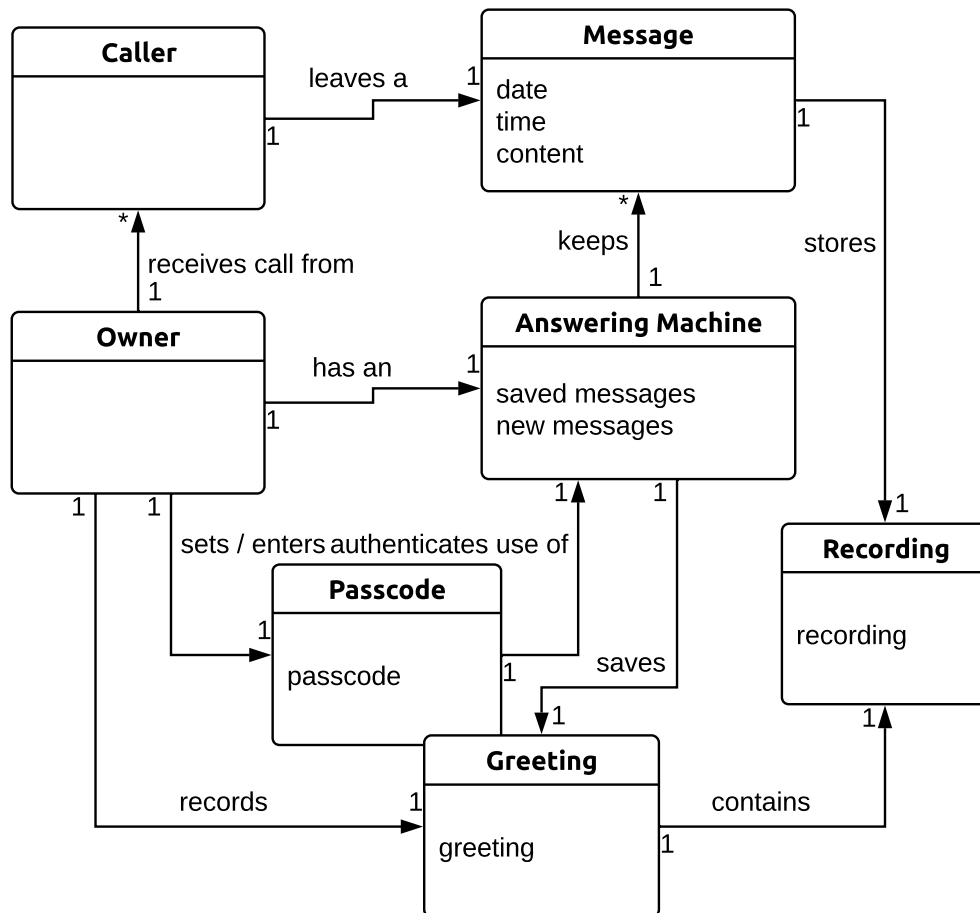 Caller
Message
leaves a
1
1
date
time
content
1
*
receives call from
1
*
keeps
1
stores
Owner
Answering Machine
has an
1
1
saved messages
new messages
1
1
1
1
1
sets / enters
authenticates use of
Recording
recording
Passcode
passcode
1
1
saves
1
1
Greeting
greeting
records
1
contains
1